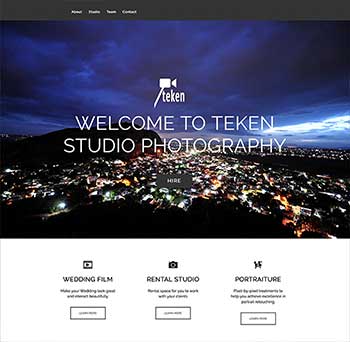 About Studio Team Contact
teken
WELCOME TO TEKEN
STUDIO PHOTOGRAPHY
HIRE
WEDDING FILM
Make your Wedding look great
and interact beautifully.
LEARN MORE
RENTAL STUDIO
Rental space for you to work
with your clients
LEARN MORE
PORTRAITURE
Pixel-by-pixel treatments to
help you achieve excellence in
portrait retouching.
LEARN MORE